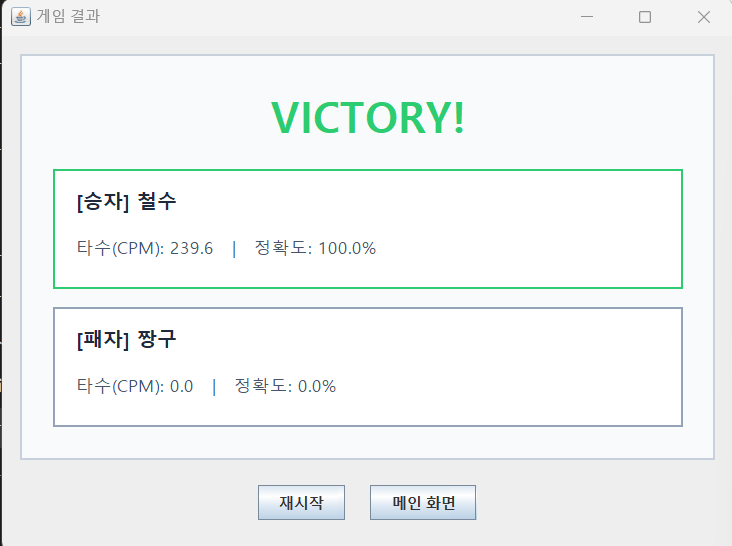 게임 결과
VICTORY!
[승자] 철수
타수(CPM): 239.6 | 정확도: 100.0%
[패자] 짱구
타수(CPM): 0.0 | 정확도: 0.0%
재시작 메인 화면